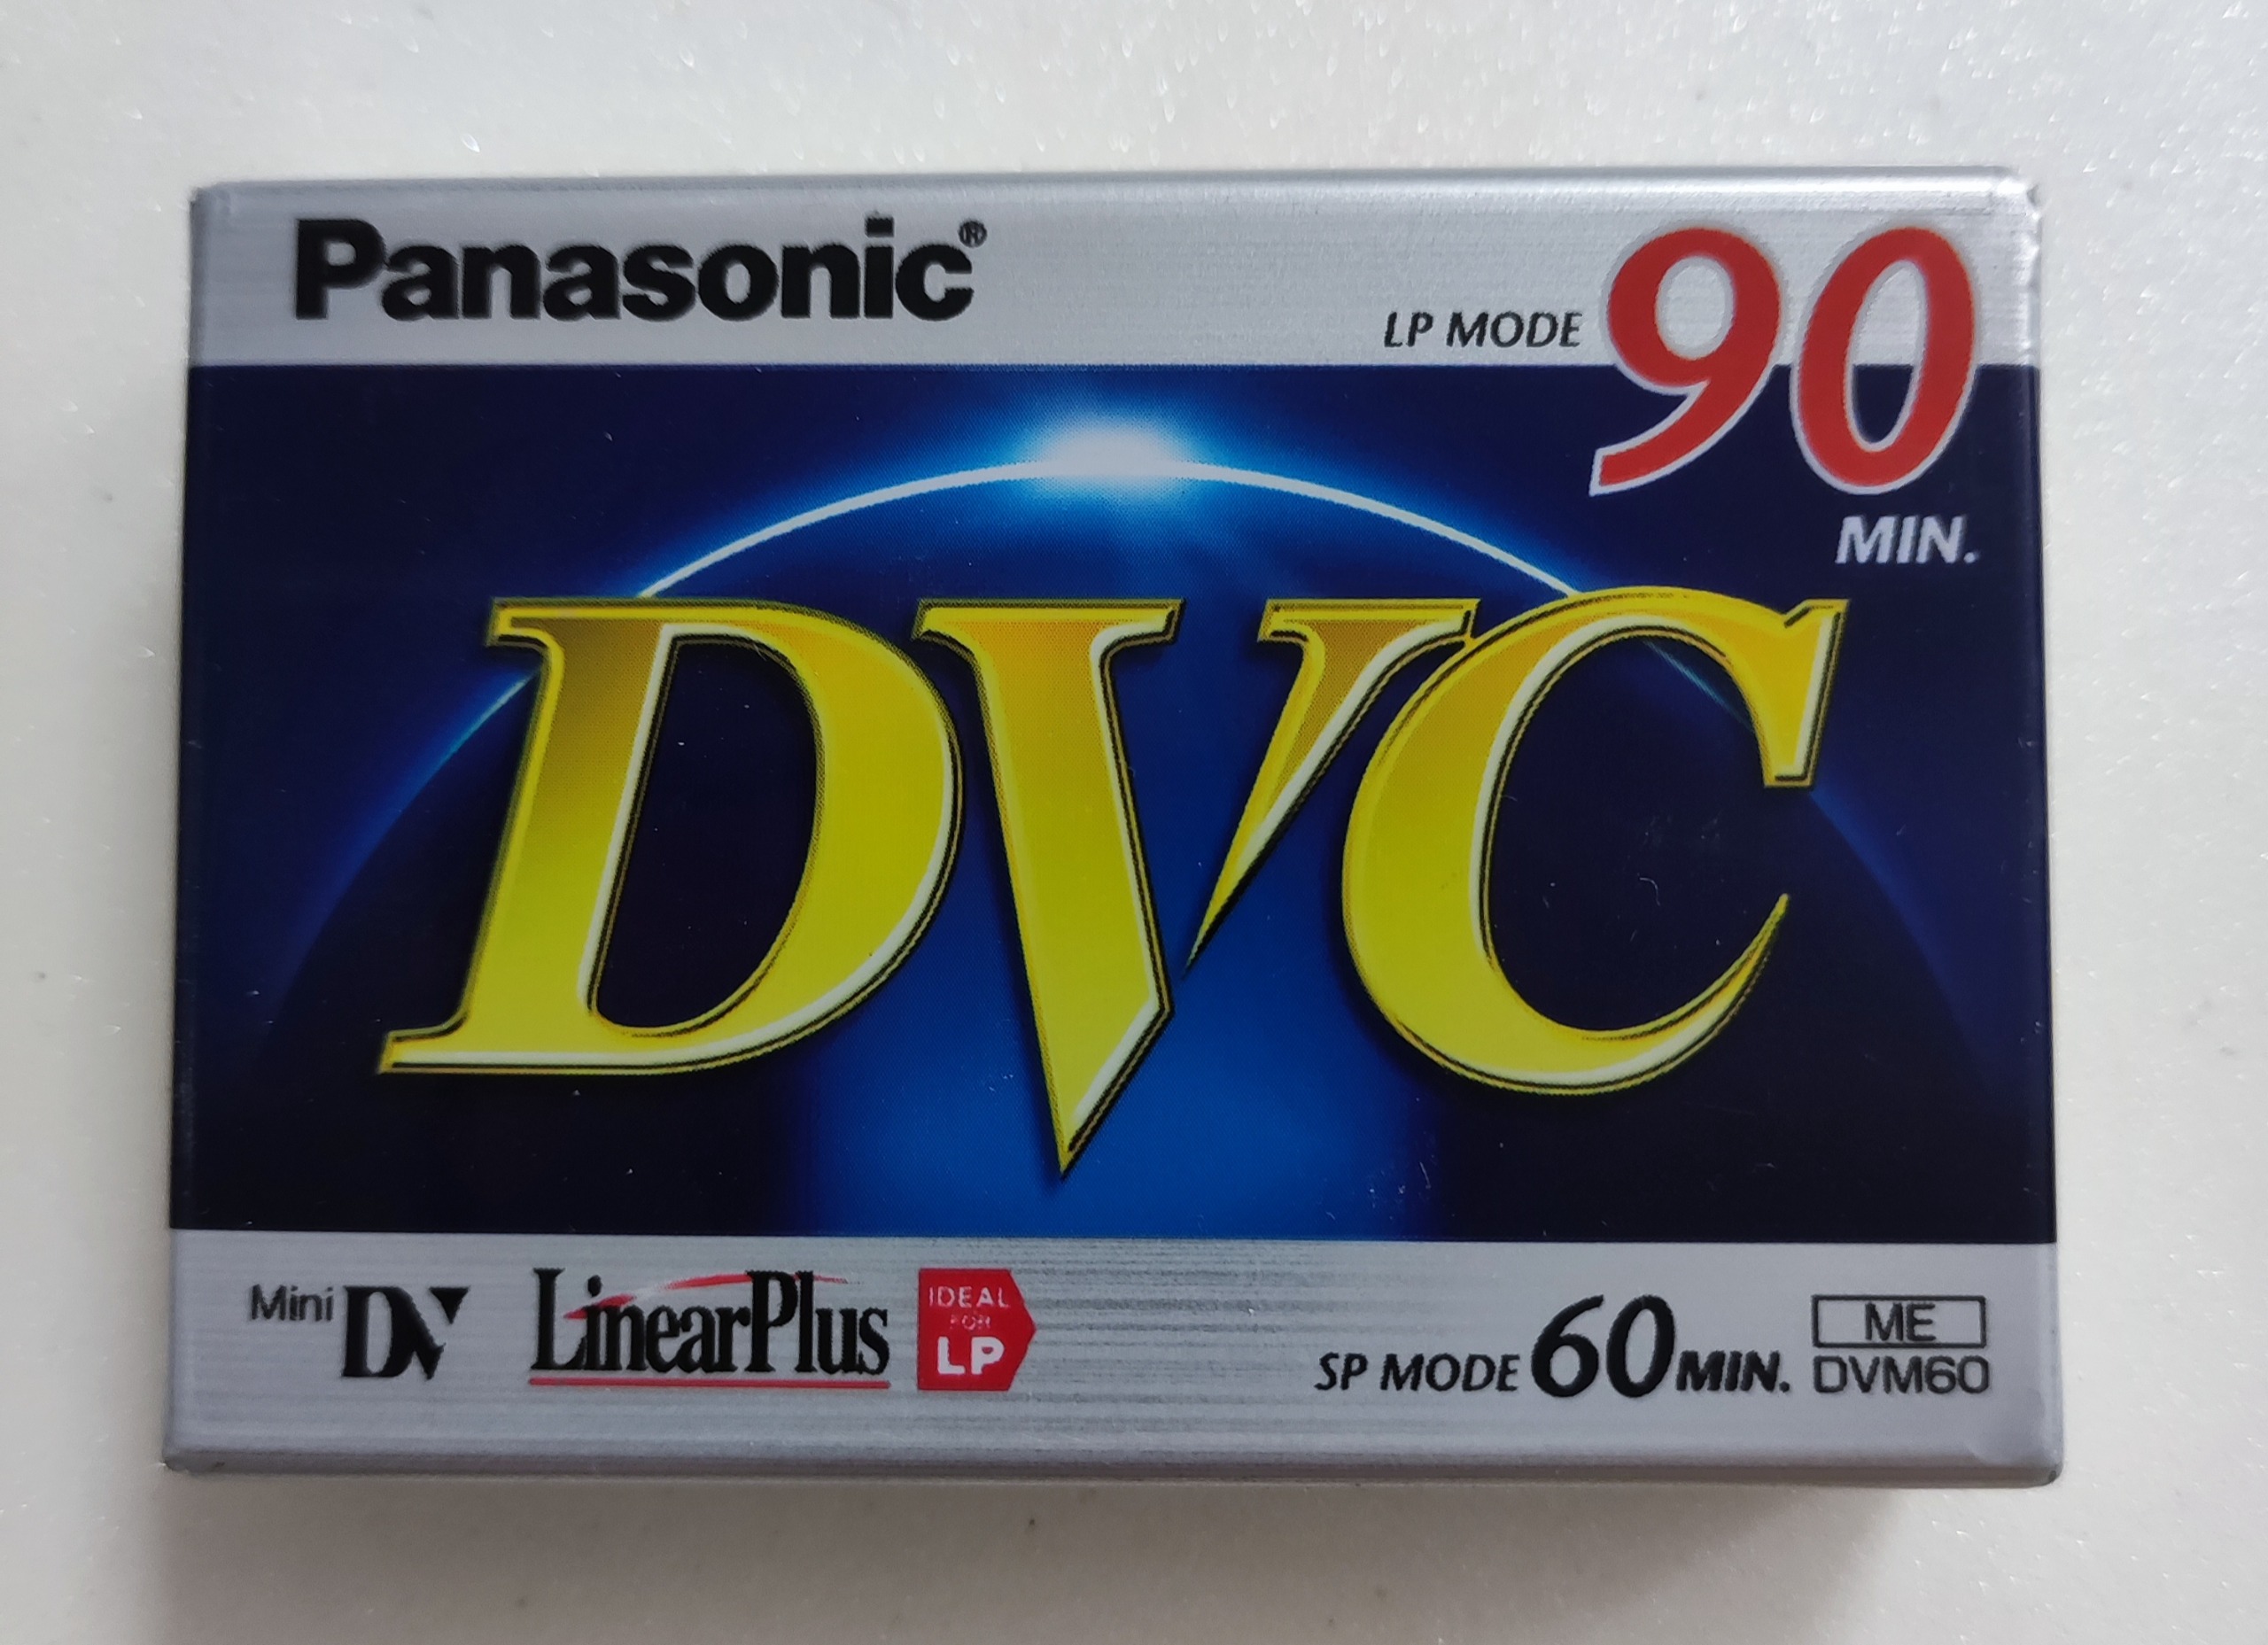 Panasonic®
LP MODE 90
MIN.
DVC
Mini DV LinearPlus IDEAL FOR LP
SP MODE 60 MIN.
ME
DVM60